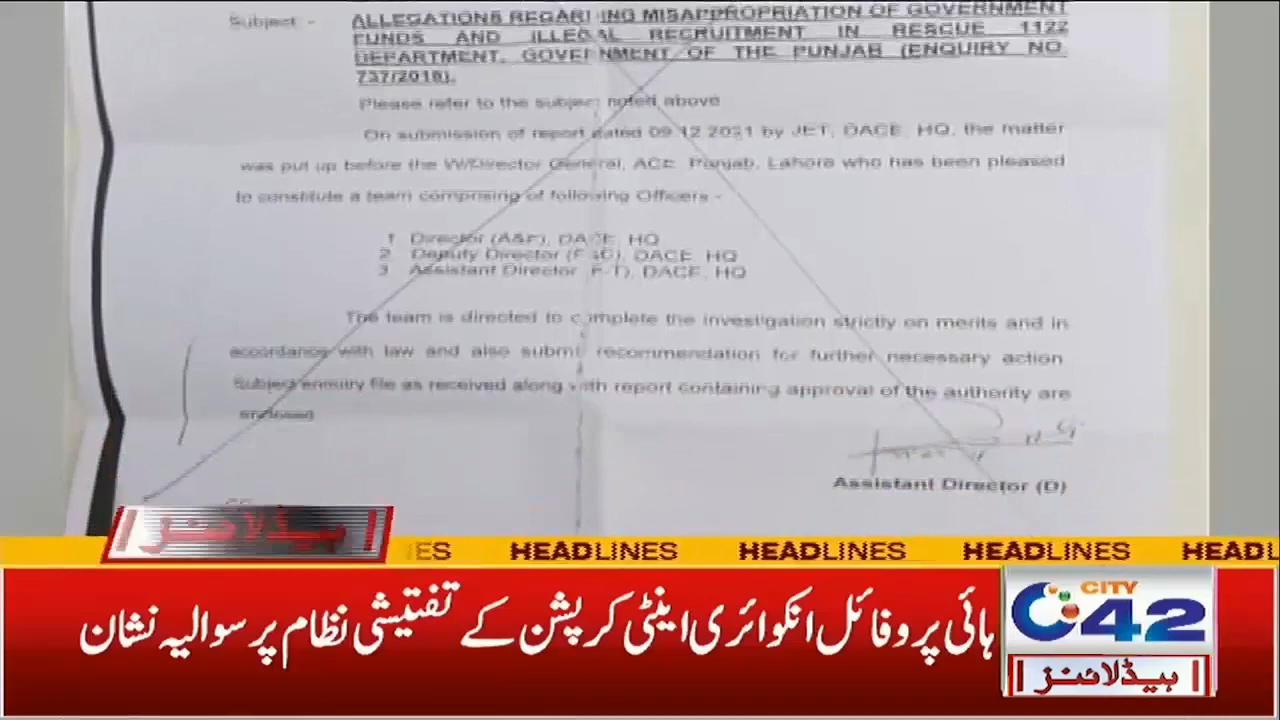 Subject :-
ALLEGATIONS REGARDING MISAPPROPRIATION OF GOVERNMENT
FUNDS AND ILLEGAL RECRUITMENT IN RESCUE 1122
DEPARTMENT, GOVERNMENT OF THE PUNJAB (ENQUIRY NO.
737/2018).
Please refer to the subject noted above
On submission of report dated 09.12.2021 by JET, DACE, HQ, the matter
was put up before the W/Director General, ACE, Punjab, Lahore who has been pleased
to constitute a team comprising of following Officers:-
1. Director (A&F), DACE, HQ
2. Deputy Director DACE, HQ
3. Assistant Director DACE, HQ
The team is directed to complete the investigation strictly on merits and in
accordance with law and also submit recommendation for further necessary action.
Subject enquiry file as received along with report containing approval of the authority are
enclosed
Assistant Director (D)
ہیڈلائنز
ES HEADLINES HEADLINES HEADLINES HEADL
ہائی پروفائل انکوائری اینٹی کرپشن کے تفتیشی نظام پر سوالیہ نشان
CITY
42
ہیڈلائنز